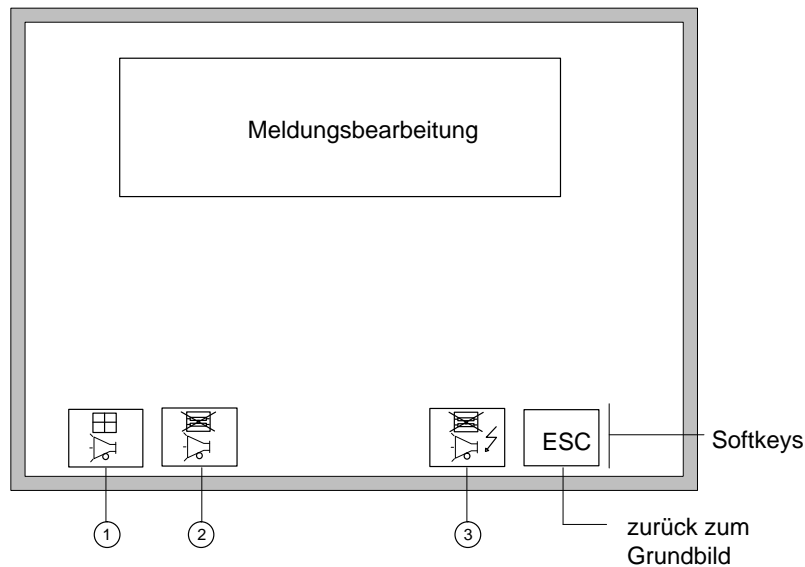 Meldungsbearbeitung
ESC
Softkeys
1
2
3
zurück zum
Grundbild